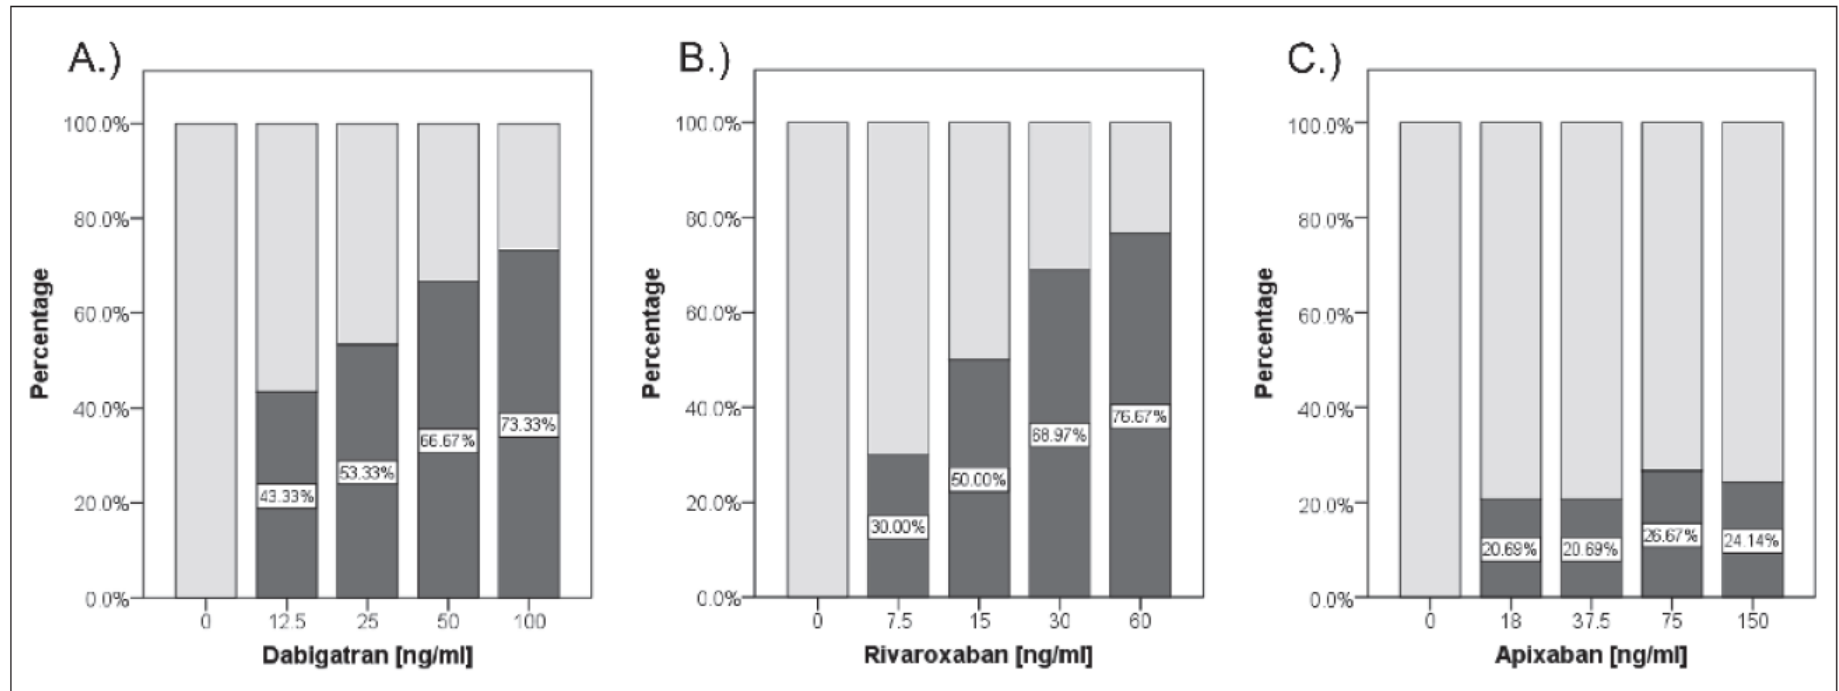 A.)
100.0%
80.0%
60.0%
40.0%
20.0%
0.0%
Percentage
43.33%
53.33%
66.67%
73.33%
0 12.5 25 50 100
Dabigatran [ng/ml]
B.)
100.0%
80.0%
60.0%
40.0%
20.0%
0.0%
Percentage
30.00%
50.00%
68.97%
76.67%
0 7.5 15 30 60
Rivaroxaban [ng/ml]
C.)
100.0%
80.0%
60.0%
40.0%
20.0%
0.0%
Percentage
20.69%
20.69%
26.67%
24.14%
0 18 37.5 75 150
Apixaban [ng/ml]